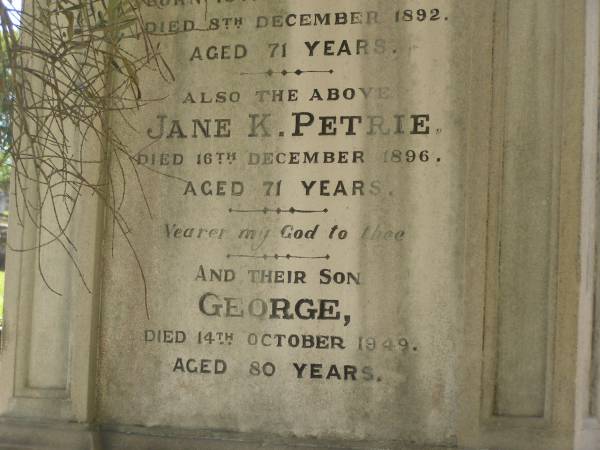 BORN
DIED 8TH DECEMBER 1892.
AGED 71 YEARS.
ALSO THE ABOVE
JANE K. PETRIE,
DIED 16TH DECEMBER 1896.
AGED 71 YEARS.
Nearer my God to thee
AND THEIR SON
GEORGE,
DIED 14TH OCTOBER 1949.
AGED 80 YEARS.